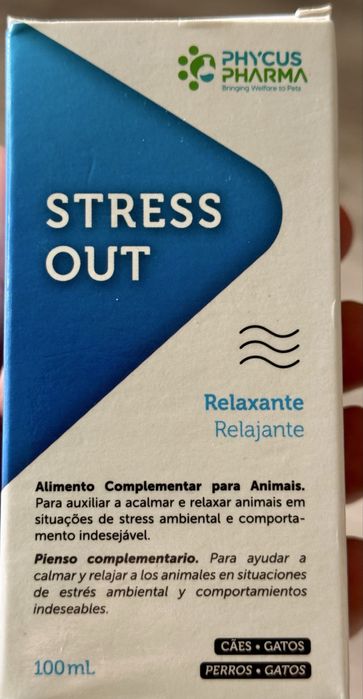 PHYCUS
PHARMA
Bringing Welfare to Pets
STRESS
OUT
Relaxante
Relajante
Alimento Complementar para Animais.
Para auxiliar a acalmar e relaxar animais em
situações de stress ambiental e comporta-
mento indesejável.
Pienso complementario. Para ayudar a
calmar y relajar a los animales en situaciones
de estrés ambiental y comportamientos
indeseables.
CÃES • GATOS
100mL
PERROS • GATOS